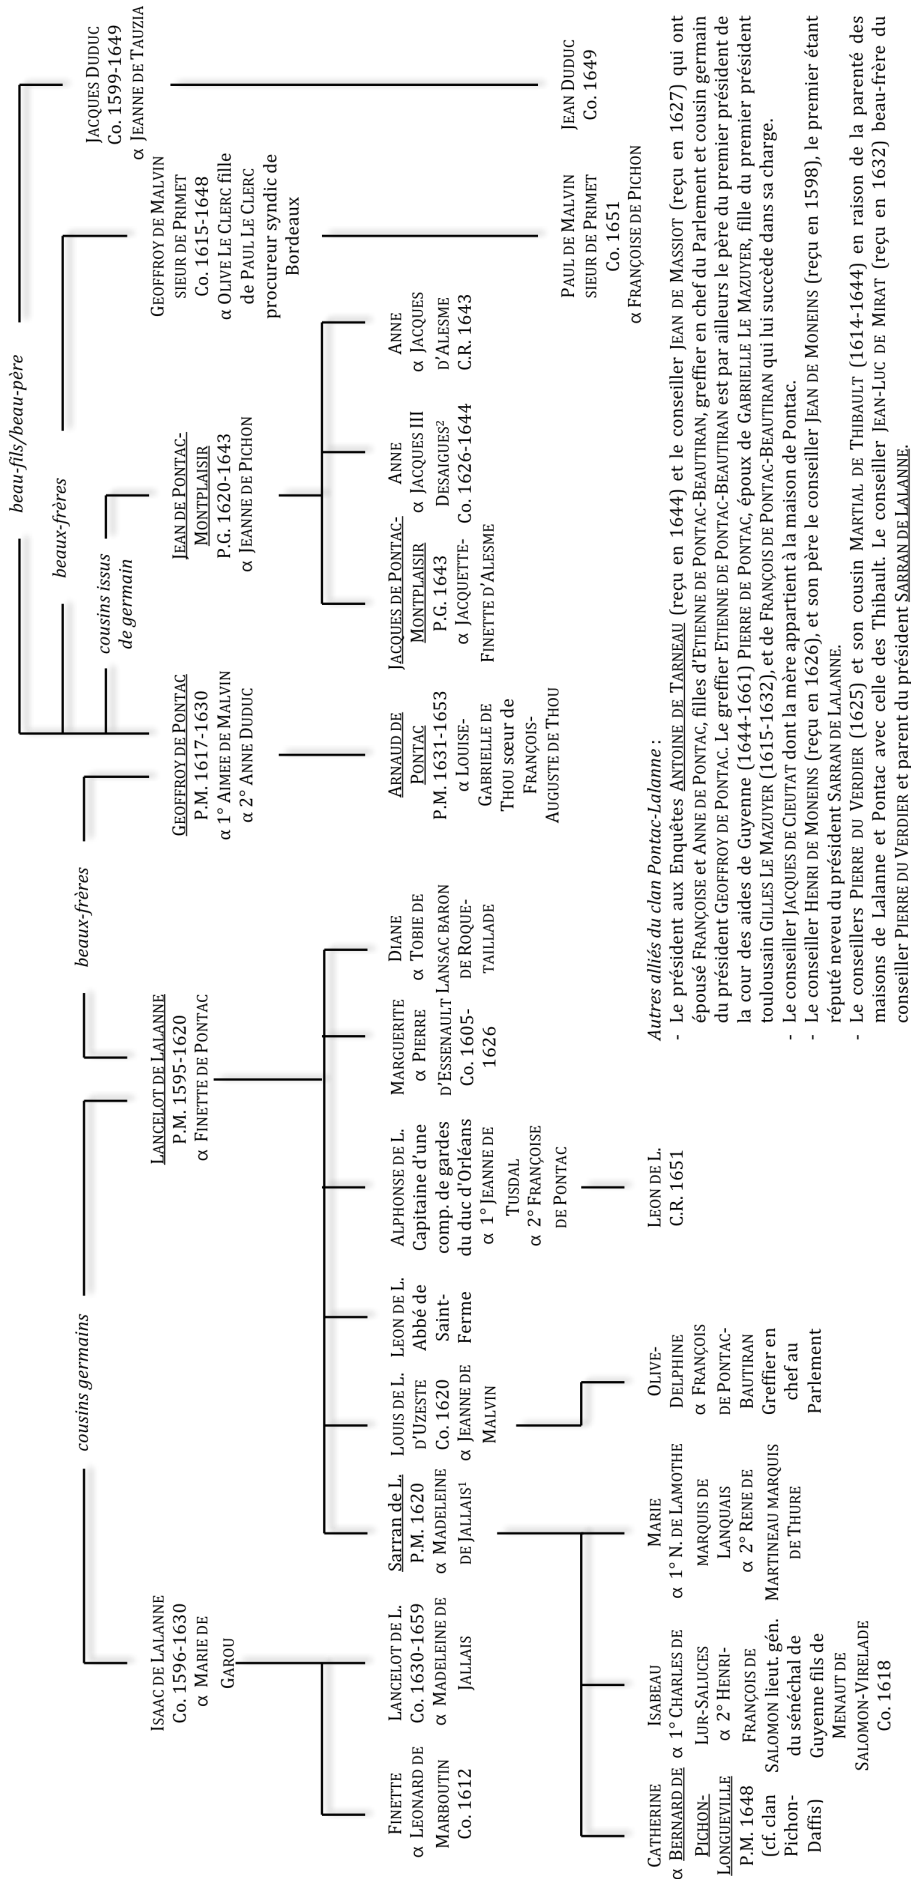 beau-fils/beau-père
beaux-frères
cousins issus
de germain
beaux-frères
cousins germains
ISAAC DE LALANNE
Co. 1596-1630
α MARIE DE
GAROU
LANCELOT DE LALANNE
P.M. 1595-1620
α FINETTE DE PONTAC
GEOFFROY DE PONTAC
P.M. 1617-1630
α 1° AIMEE DE MALVIN
α 2° ANNE DUDUC
JEAN DE PONTAC-
MONTPLAISIR
P.G. 1620-1643
α JEANNE DE PICHON
GEOFFROY DE MALVIN
SIEUR DE PRIMET
Co. 1615-1648
α OLIVE LE CLERC fille
de PAUL LE CLERC
procureur syndic de
Bordeaux
JACQUES DUDUC
Co. 1599-1649
α JEANNE DE TAUZIA
FINETTE
α LEONARD DE
MARBOUTIN
Co. 1612
LANCELOT DE L.
Co. 1630-1659
α MADELEINE DE
JALLAIS
Sarran de L.
P.M. 1620
α MADELEINE
DE JALLAIS¹
LOUIS DE L.
D'UZESTE
Co. 1620
α JEANNE DE
MALVIN
LEON DE L.
Abbé de
Saint-
Ferme
ALPHONSE DE L.
Capitaine d'une
comp. de gardes
du duc d'Orléans
α 1° JEANNE DE
TUSDAL
α 2° FRANÇOISE
DE PONTAC
MARGUERITE
α PIERRE
D'ESSENAULT
Co. 1605-
1626
DIANE
α TOBIE DE
LANSAC BARON
DE ROQUE-
TAILLADE
ARNAUD DE
PONTAC
P.M. 1631-1653
α LOUISE-
GABRIELLE DE
THOU sœur de
FRANÇOIS-
AUGUSTE DE THOU
JACQUES DE PONTAC-
MONTPLAISIR
P.G. 1643
α JACQUETTE-
FINETTE D'ALESME
ANNE
α JACQUES III
DESAIGUES²
Co. 1626-1644
ANNE
α JACQUES
D'ALESME
C.R. 1643
PAUL DE MALVIN
SIEUR DE PRIMET
Co. 1651
α FRANÇOISE DE PICHON
JEAN DUDUC
Co. 1649
CATHERINE
α BERNARD DE
PICHON-
LONGUEVILLE
P.M. 1648
(cf. clan
Pichon-
Daffis)
ISABEAU
α 1° CHARLES DE
LUR-SALUCES
α 2° HENRI-
FRANÇOIS DE
SALOMON lieut. gén.
du sénéchal de
Guyenne fils de
MENAUT DE
SALOMON-VIRELADE
Co. 1618
MARIE
α 1° N. DE LAMOTHE
MARQUIS DE
LANQUAIS
α 2° RENE DE
MARTINEAU MARQUIS
DE THURE
OLIVE-
DELPHINE
α FRANÇOIS
DE PONTAC-
BAUTIRAN
Greffier en
chef au
Parlement
LEON DE L.
C.R. 1651
Autres alliés du clan Pontac-Lalanne :
- Le président aux Enquêtes ANTOINE DE TARNEAU (reçu en 1644) et le conseiller JEAN DE MASSIOT (reçu en 1627) qui ont
épousé FRANÇOISE et ANNE DE PONTAC, filles d'ETIENNE DE PONTAC-BEAUTIRAN, greffier en chef du Parlement et cousin germain
du président GEOFFROY DE PONTAC. Le greffier ETIENNE DE PONTAC-BEAUTIRAN est par ailleurs le père du premier président de
la cour des aides de Guyenne (1644-1661) PIERRE DE PONTAC, époux de GABRIELLE LE MAZUYER, fille du premier président
toulousain GILLES LE MAZUYER (1615-1632), et de FRANÇOIS DE PONTAC-BEAUTIRAN qui lui succède dans sa charge.
- Le conseiller JACQUES DE CIEUTAT dont la mère appartient à la maison de Pontac.
- Le conseiller HENRI DE MONEINS (reçu en 1626), et son père le conseiller JEAN DE MONEINS (reçu en 1598), le premier étant
réputé neveu du président SARRAN DE LALANNE.
- Le conseillers PIERRE DU VERDIER (1625) et son cousin MARTIAL DE THIBAULT (1614-1644) en raison de la parenté des
maisons de Lalanne et Pontac avec celle des Thibault. Le conseiller JEAN-LUC DE MIRAT (reçu en 1632) beau-frère du
conseiller PIERRE DU VERDIER et parent du président SARRAN DE LALANNE.